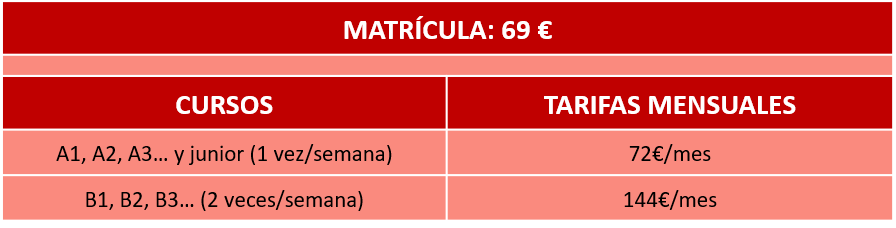 MATRÍCULA: 69 €
CURSOS TARIFAS MENSUALES
A1, A2, A3... y junior (1 vez/semana) 72€/mes
B1, B2, B3... (2 veces/semana) 144€/mes